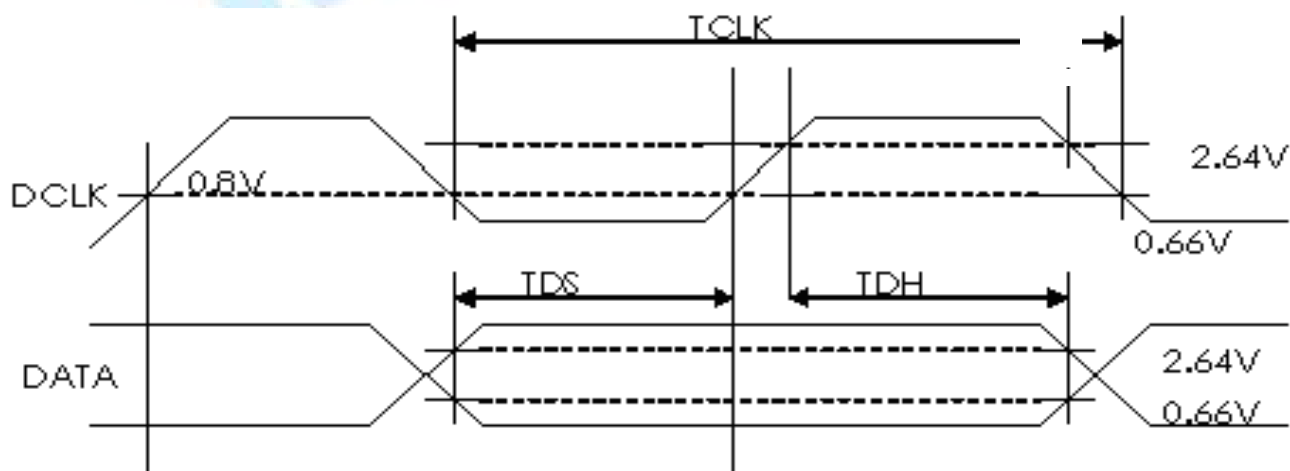 TCLK
2.64V
DCLK
0.8V
0.66V
TDS
TDH
DATA
2.64V
0.66V